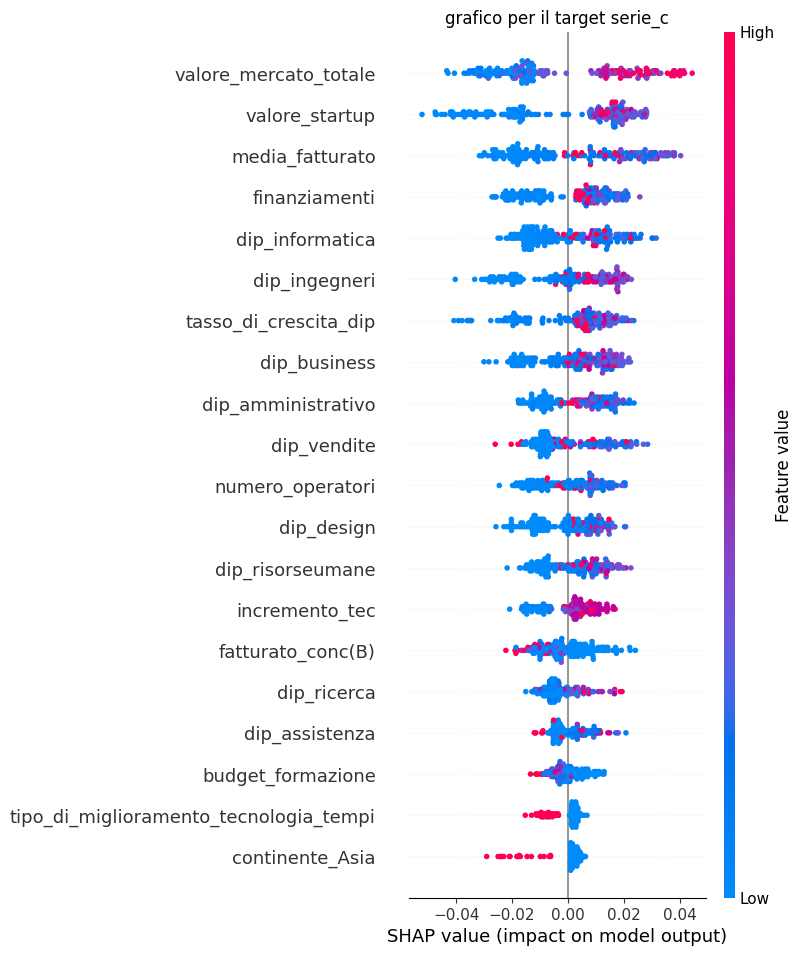 grafico per il target serie_c
High
valore_mercato_totale
valore_startup
media_fatturato
finanziamenti
dip_informatica
dip_ingegneri
tasso_di_crescita_dip
dip_business
dip_amministrativo
dip_vendite
numero_operatori
dip_design
dip_risorseumane
incremento_tec
fatturato_conc(B)
dip_ricerca
dip_assistenza
budget_formazione
tipo_di_miglioramento_tecnologia_tempi
continente_Asia
Feature value
Low
−0.04 −0.02 0.00 0.02 0.04
SHAP value (impact on model output)